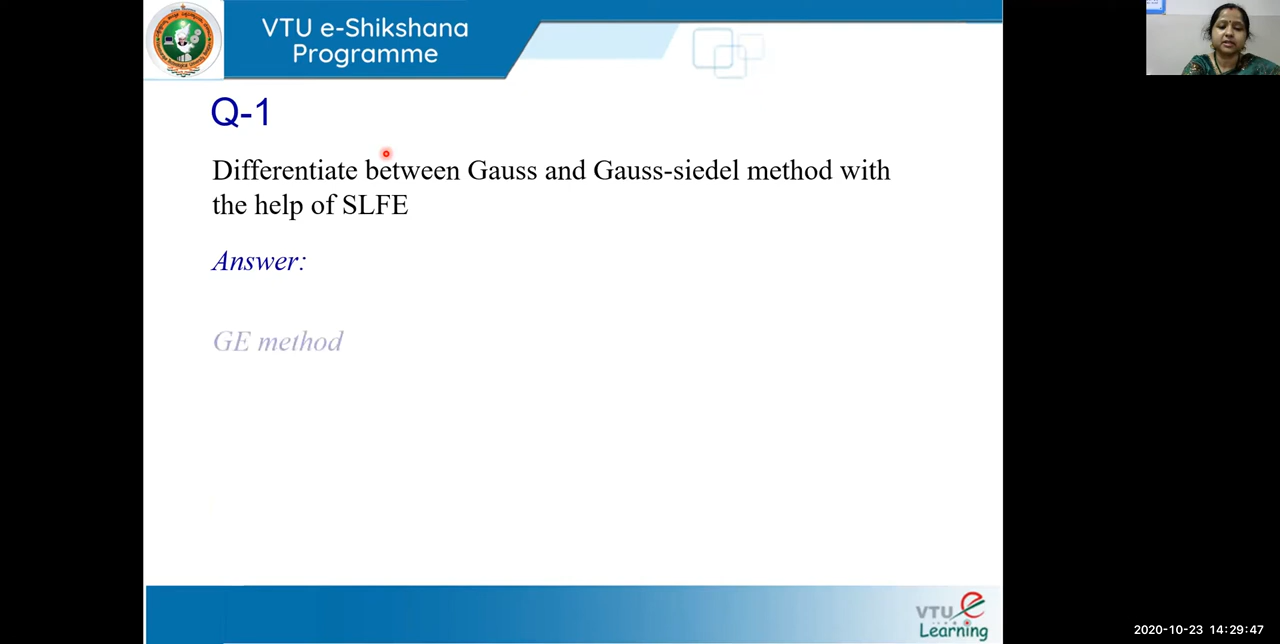 VTU e-Shikshana
Programme
Q-1
Differentiate between Gauss and Gauss-siedel method with
the help of SLFE
Answer:
GE method
VTU e
Learning
2020-10-23 14:29:47